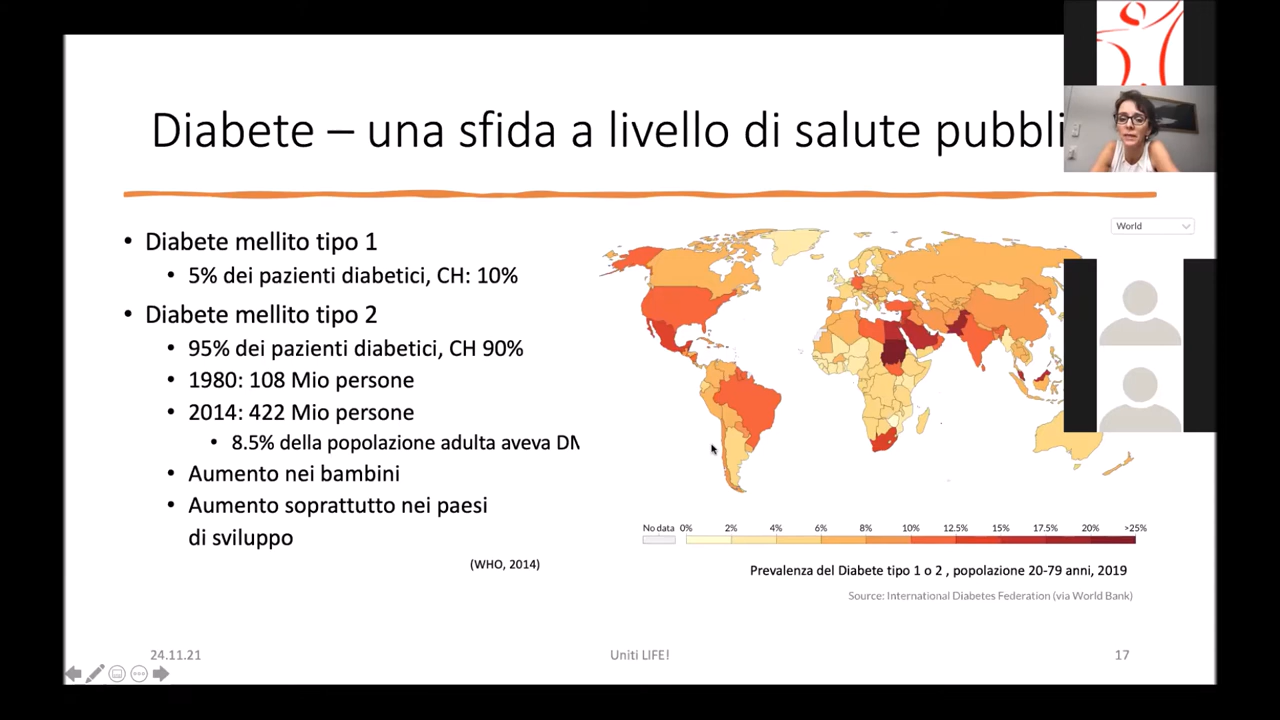 Diabete – una sfida a livello di salute pubbli
• Diabete mellito tipo 1
• 5% dei pazienti diabetici, CH: 10%
• Diabete mellito tipo 2
• 95% dei pazienti diabetici, CH 90%
• 1980: 108 Mio persone
• 2014: 422 Mio persone
• 8.5% della popolazione adulta aveva DM
• Aumento nei bambini
• Aumento soprattutto nei paesi
di sviluppo
(WHO, 2014)
World
No data 0% 2% 4% 6% 8% 10% 12.5% 15% 17.5% 20% >25%
Prevalenza del Diabete tipo 1 o 2 , popolazione 20-79 anni, 2019
Source: International Diabetes Federation (via World Bank)
24.11.21
Uniti LIFE!
17